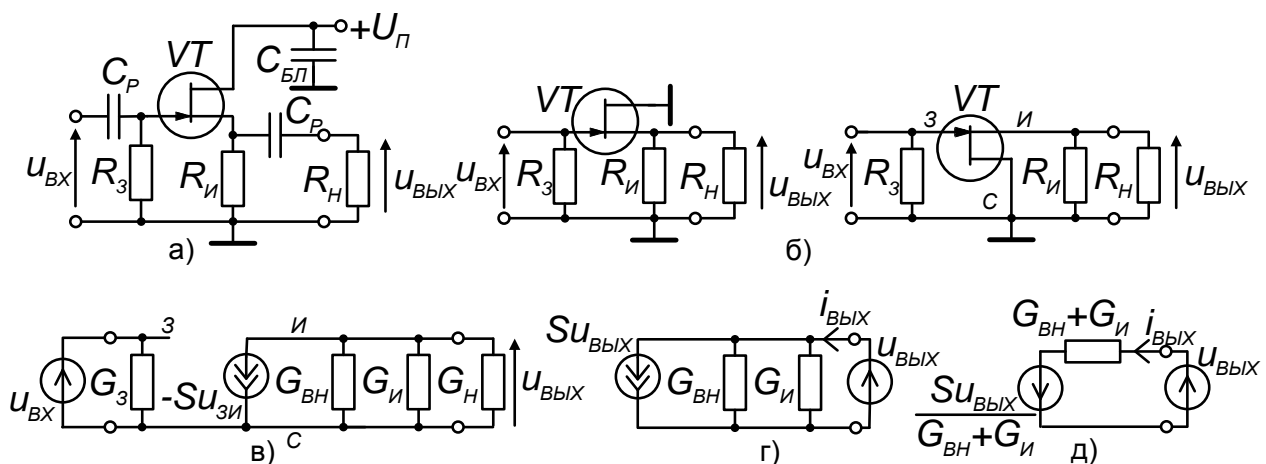 +U_П
VT
C_P
C_БЛ
C_P
u_ВХ
R_З
R_И
R_Н
u_ВЫХ
а)
VT
u_ВХ
R_З
R_И
R_Н
u_ВЫХ
VT
З
И
u_ВХ
R_З
С
R_И
R_Н
u_ВЫХ
б)
З
И
u_ВХ
G_З
-Su_ЗИ
G_ВН
G_И
G_Н
u_ВЫХ
С
в)
i_ВЫХ
Su_ВЫХ
u_ВЫХ
G_ВН
G_И
г)
G_ВН+G_И
i_ВЫХ
u_ВЫХ
Su_ВЫХ
G_ВН+G_И
д)